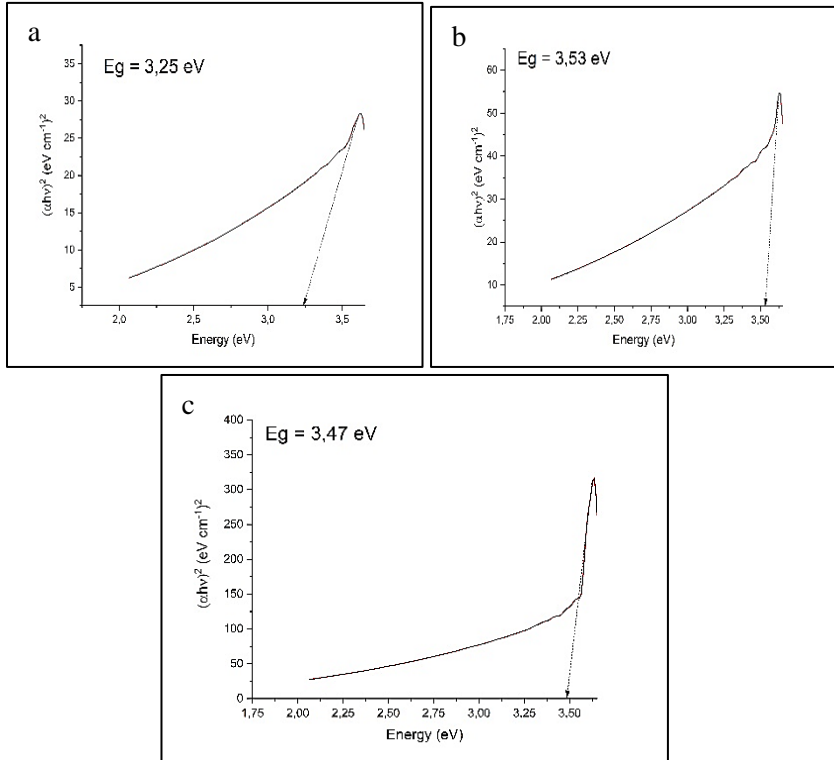 a
Eg = 3,25 eV
35
30
25
20
15
10
5
(αhν)² (eV cm⁻¹)²
2,0 2,5 3,0 3,5
Energy (eV)
b
Eg = 3,53 eV
60
50
40
30
20
10
(αhν)² (eV cm⁻¹)²
1,75 2,00 2,25 2,50 2,75 3,00 3,25 3,50
Energy (eV)
c
Eg = 3,47 eV
400
350
300
250
200
150
100
50
0
(αhν)² (eV cm⁻¹)²
1,75 2,00 2,25 2,50 2,75 3,00 3,25 3,50
Energy (eV)